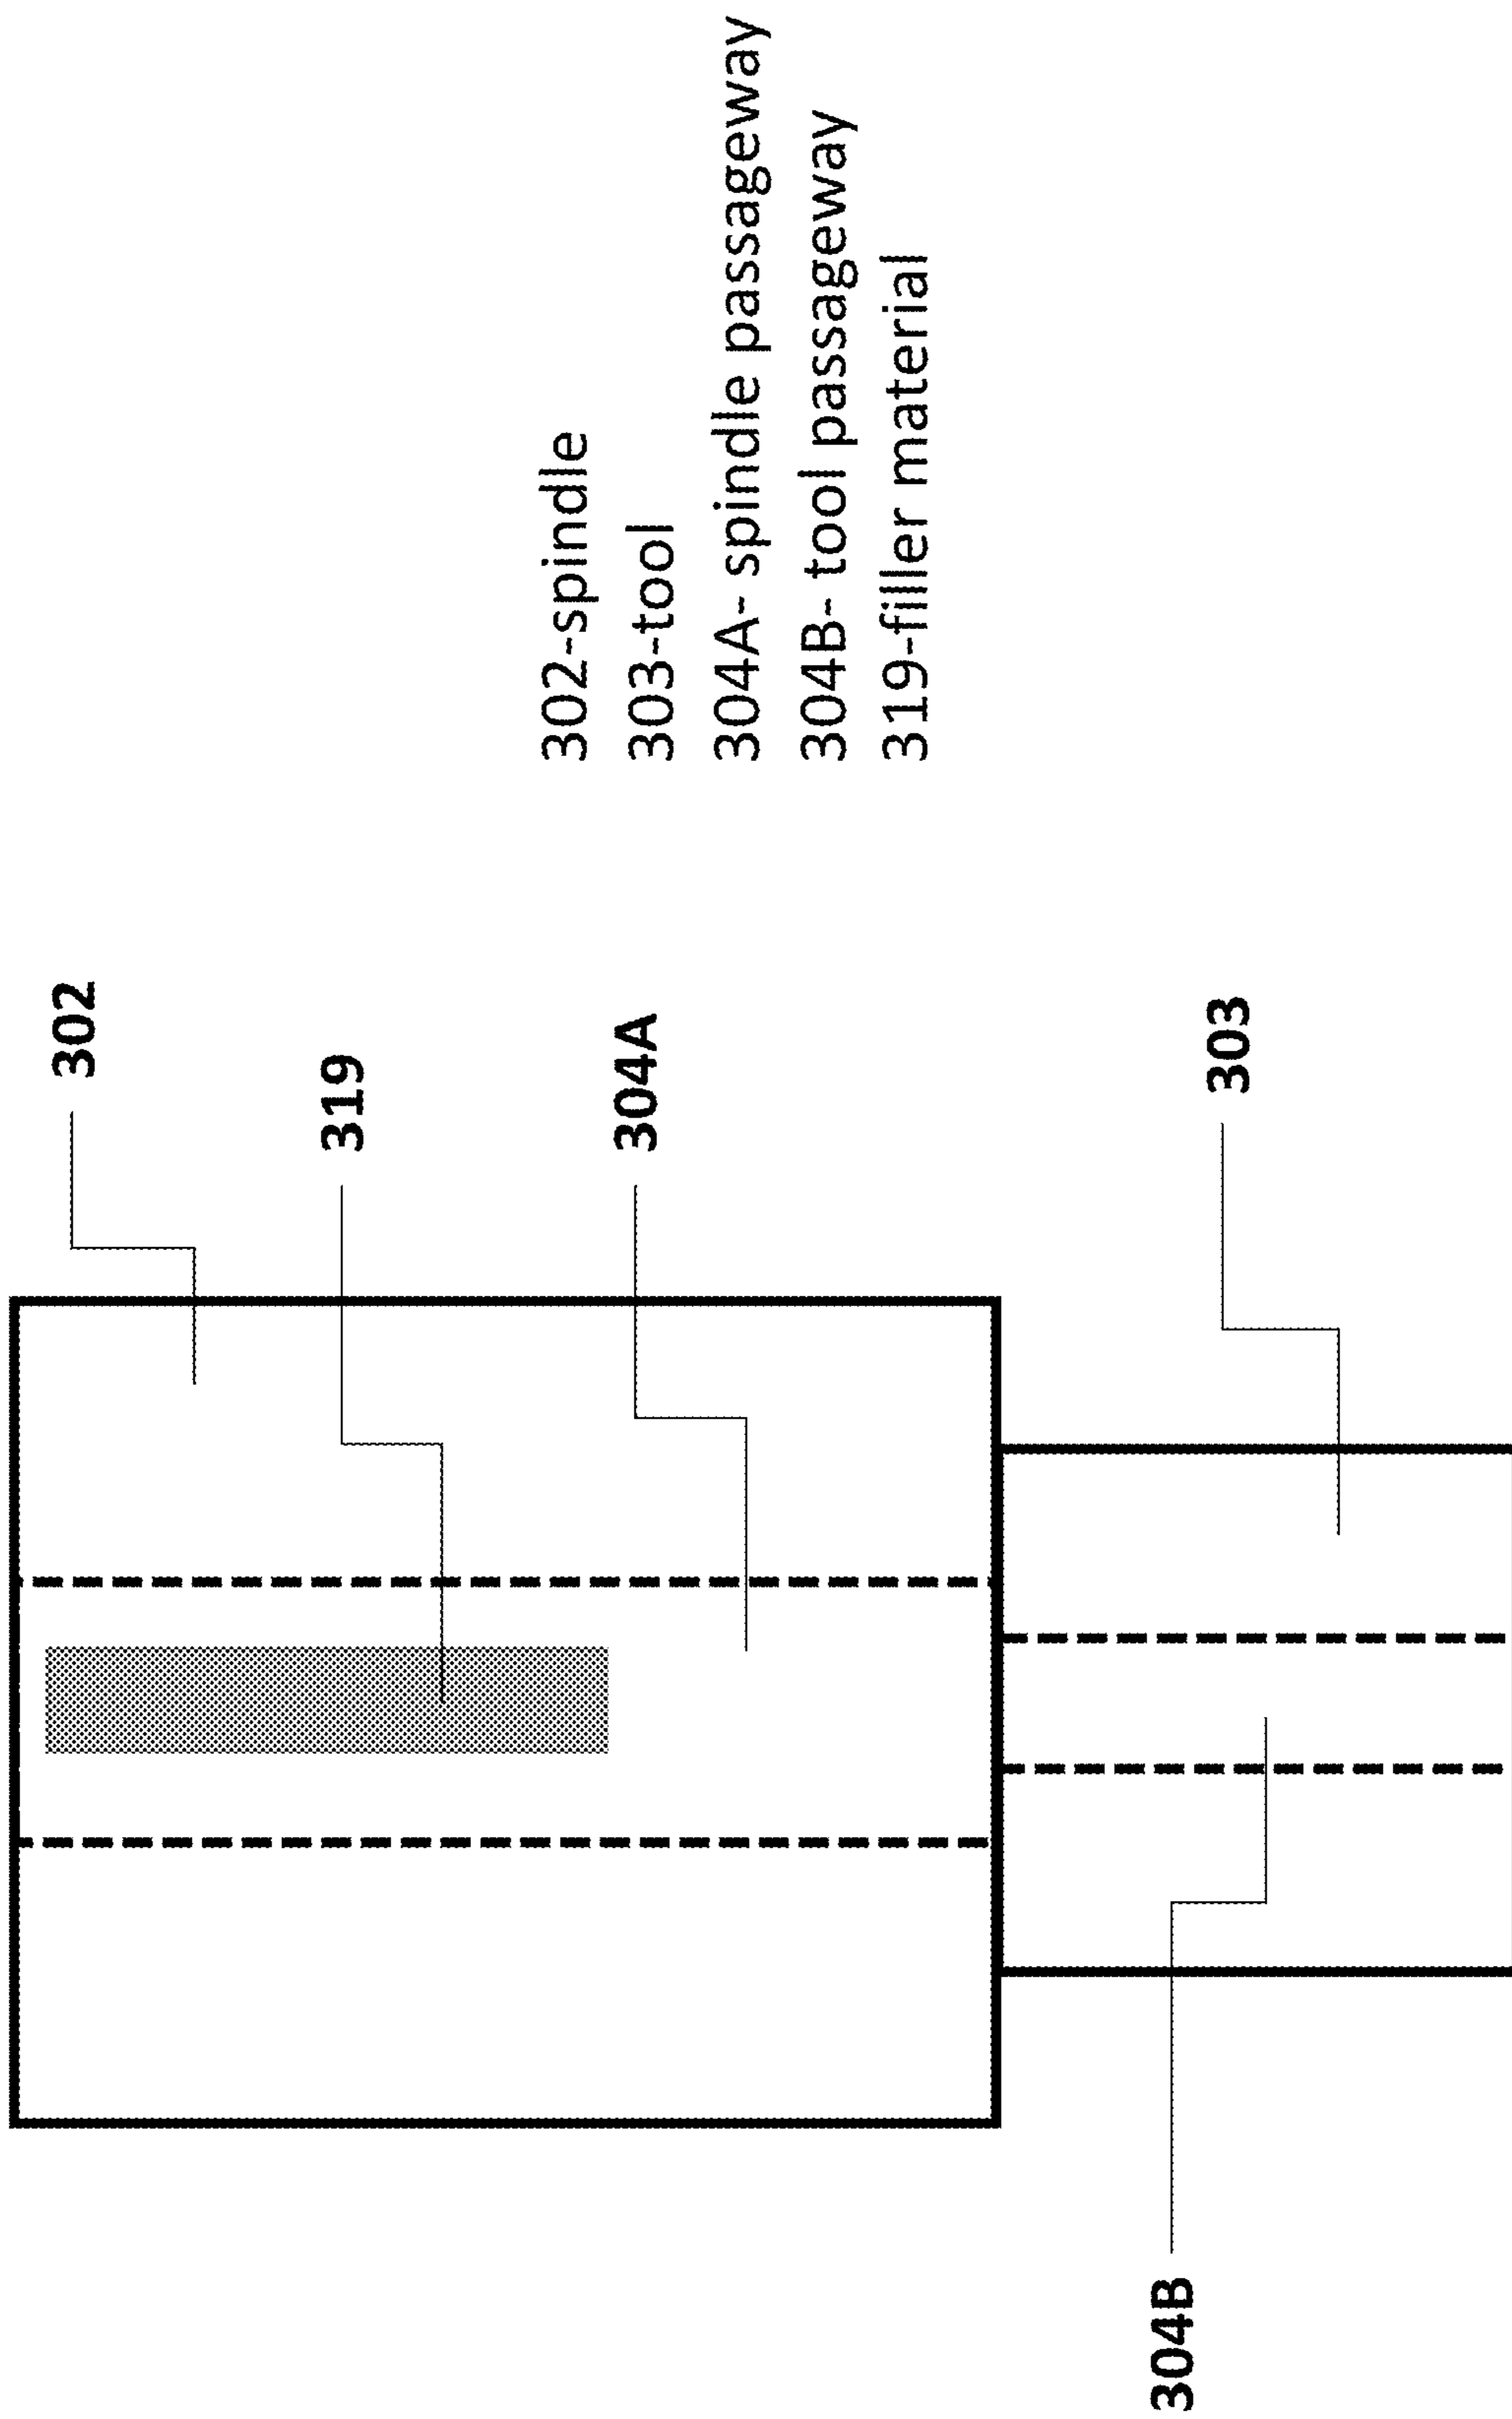 302
319
304A
303
304B
302-spindle
303-tool
304A- spindle passageway
304B- tool passageway
319-filler material